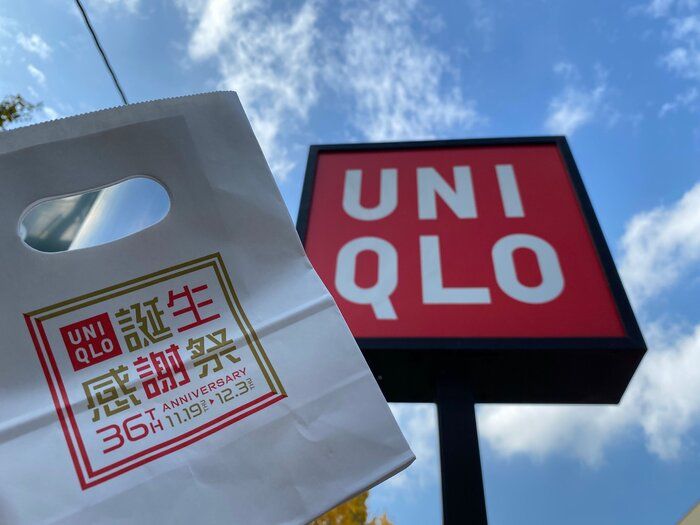 UNI
QLO
UNI
QLO
誕生
感謝祭
36TH ANNIVERSARY
11.19 12.3